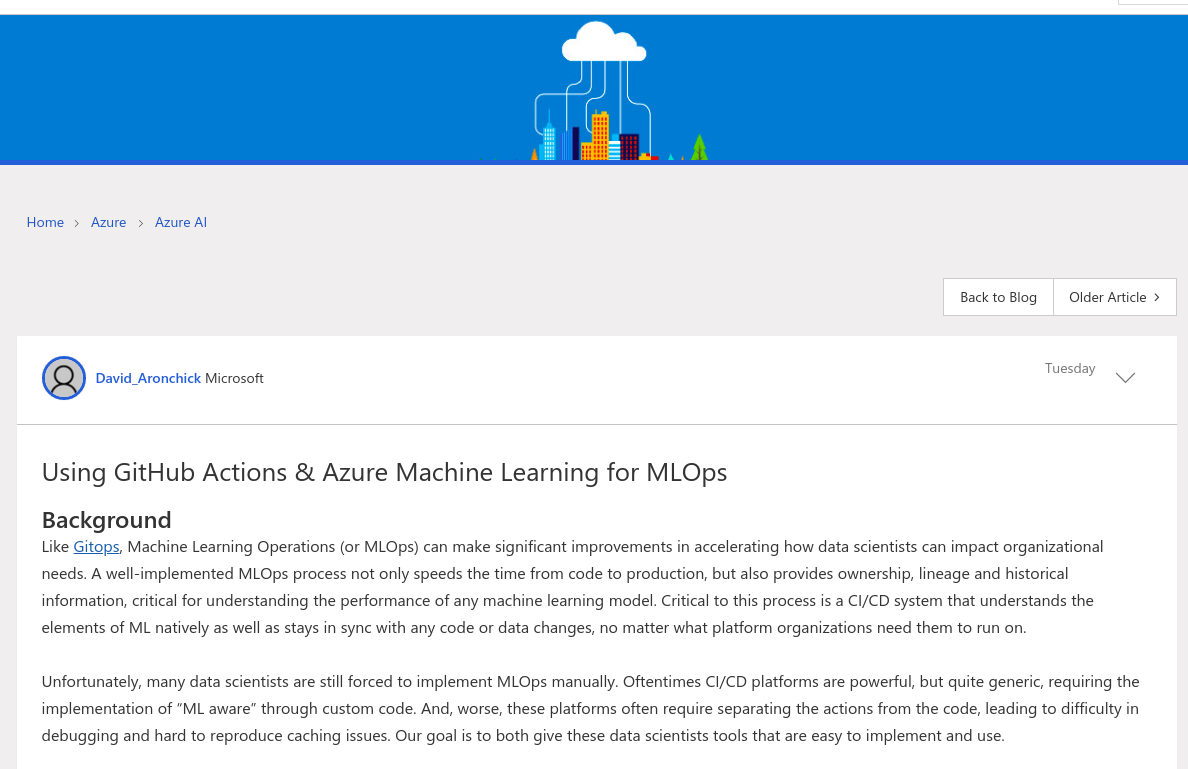 Home > Azure > Azure AI
Back to Blog
Older Article >
David_Aronchick Microsoft
Tuesday
Using GitHub Actions & Azure Machine Learning for MLOps
Background
Like Gitops, Machine Learning Operations (or MLOps) can make significant improvements in accelerating how data scientists can impact organizational
needs. A well-implemented MLOps process not only speeds the time from code to production, but also provides ownership, lineage and historical
information, critical for understanding the performance of any machine learning model. Critical to this process is a CI/CD system that understands the
elements of ML natively as well as stays in sync with any code or data changes, no matter what platform organizations need them to run on.
Unfortunately, many data scientists are still forced to implement MLOps manually. Oftentimes CI/CD platforms are powerful, but quite generic, requiring the
implementation of “ML aware” through custom code. And, worse, these platforms often require separating the actions from the code, leading to difficulty in
debugging and hard to reproduce caching issues. Our goal is to both give these data scientists tools that are easy to implement and use.